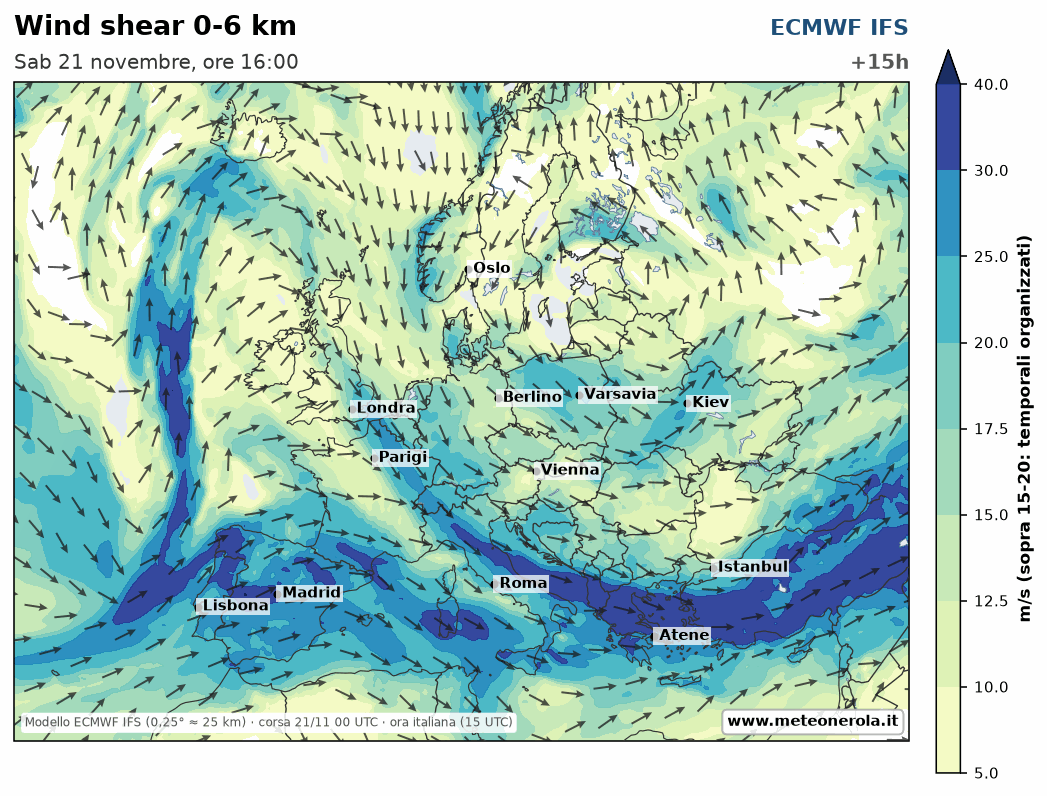 Wind shear 0-6 km
ECMWF IFS
Sab 21 novembre, ore 16:00
+15h
40.0
30.0
25.0
20.0
17.5
15.0
12.5
10.0
5.0
m/s (sopra 15-20: temporali organizzati)
Oslo
Berlino
Varsavia
Kiev
Londra
Parigi
Vienna
Istanbul
Roma
Madrid
Lisbona
Atene
Modello ECMWF IFS (0,25° ≈ 25 km) · corsa 21/11 00 UTC · ora italiana (15 UTC)
www.meteonerola.it